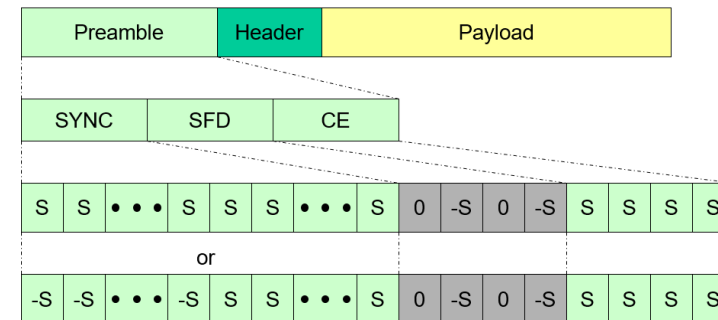 Preamble Header Payload
SYNC SFD CE
S S • • • S S S • • • S 0 -S 0 -S S S S S
or
-S -S • • • -S S S • • • S 0 -S 0 -S S S S S